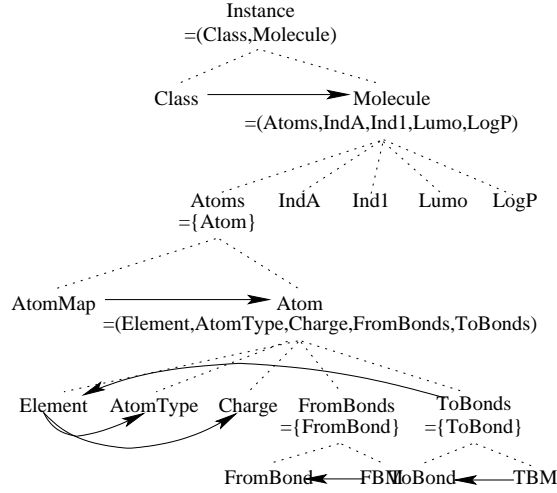 Instance
=(Class,Molecule)
Class Molecule
=(Atoms,IndA,Ind1,Lumo,LogP)
Atoms IndA Ind1 Lumo LogP
={Atom}
AtomMap Atom
=(Element,AtomType,Charge,FromBonds,ToBonds)
Element AtomType Charge FromBonds ToBonds
={FromBond} ={ToBond}
FromBond FBM ToBond TBM